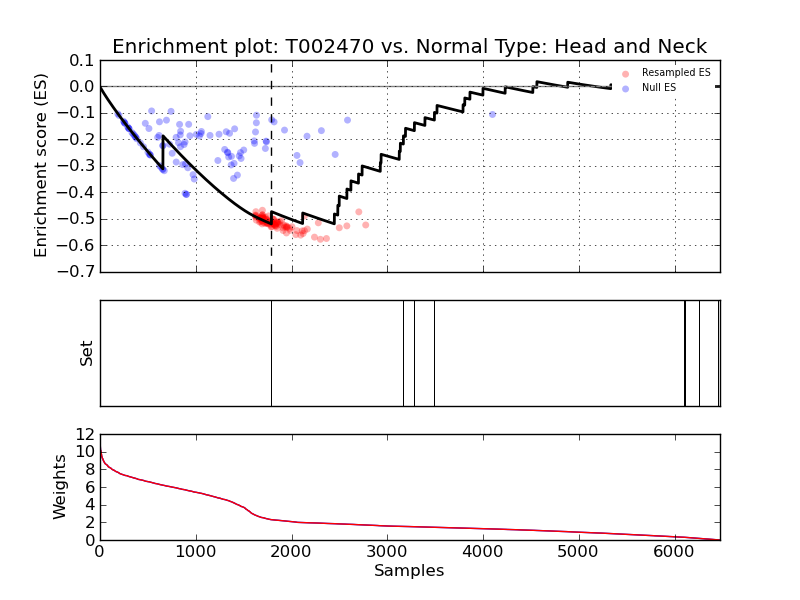 Enrichment plot: T002470 vs. Normal Type: Head and Neck
Enrichment score (ES)
0.1
0.0
−0.1
−0.2
−0.3
−0.4
−0.5
−0.6
−0.7
Resampled ES
Null ES
Set
Weights
12
10
8
6
4
2
0
0 1000 2000 3000 4000 5000 6000
Samples